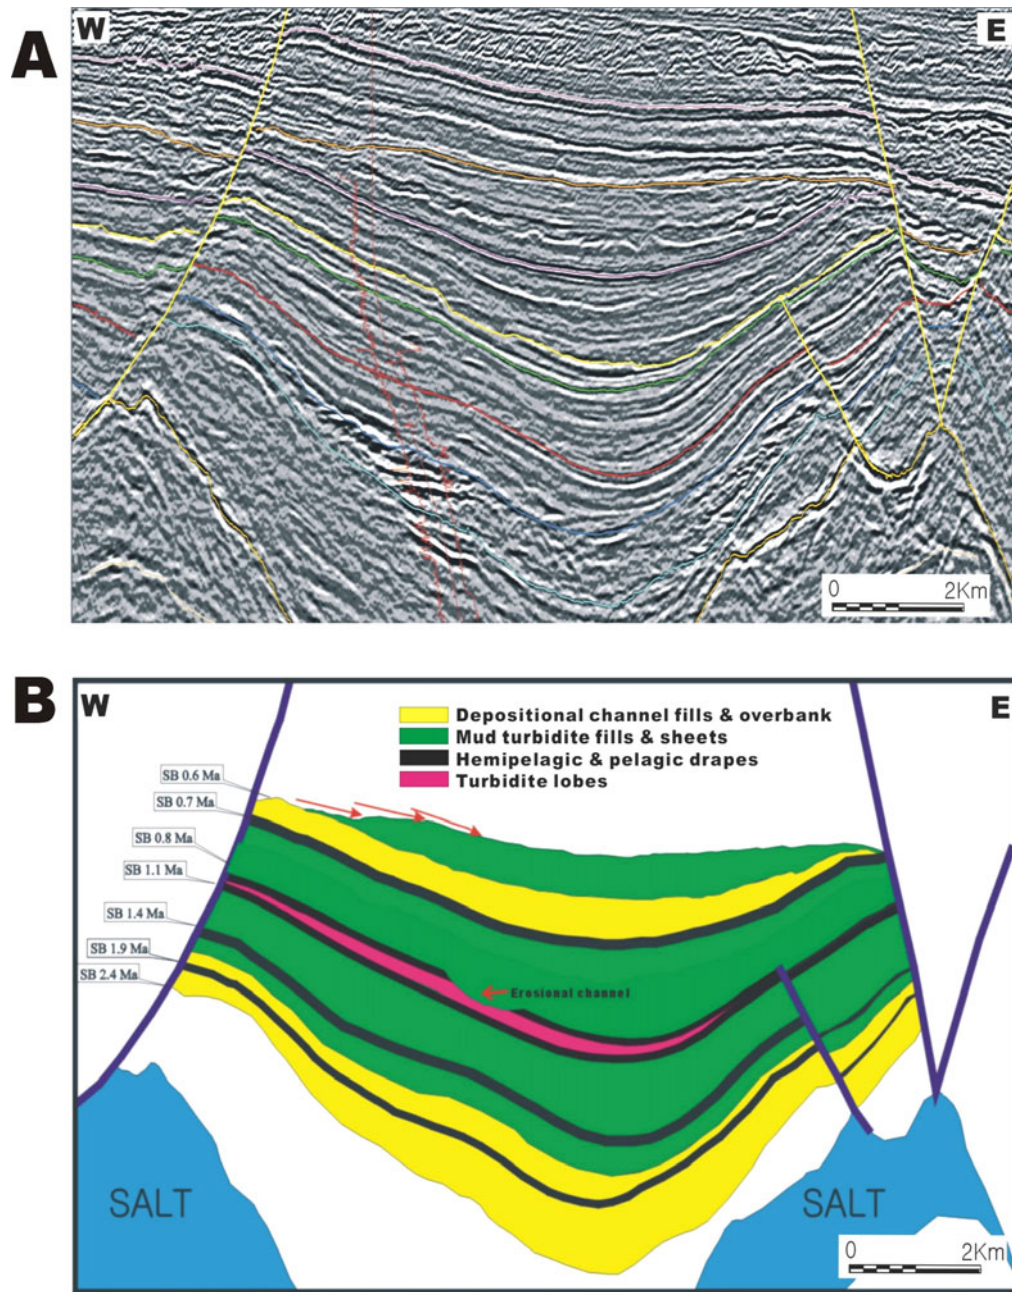 A
W
E
0 2Km
B
W
E
Depositional channel fills & overbank
Mud turbidite fills & sheets
Hemipelagic & pelagic drapes
Turbidite lobes
SB 0.6 Ma
SB 0.7 Ma
SB 0.8 Ma
SB 1.1 Ma
SB 1.4 Ma
SB 1.9 Ma
SB 2.4 Ma
Erosional channel
SALT
SALT
0 2Km